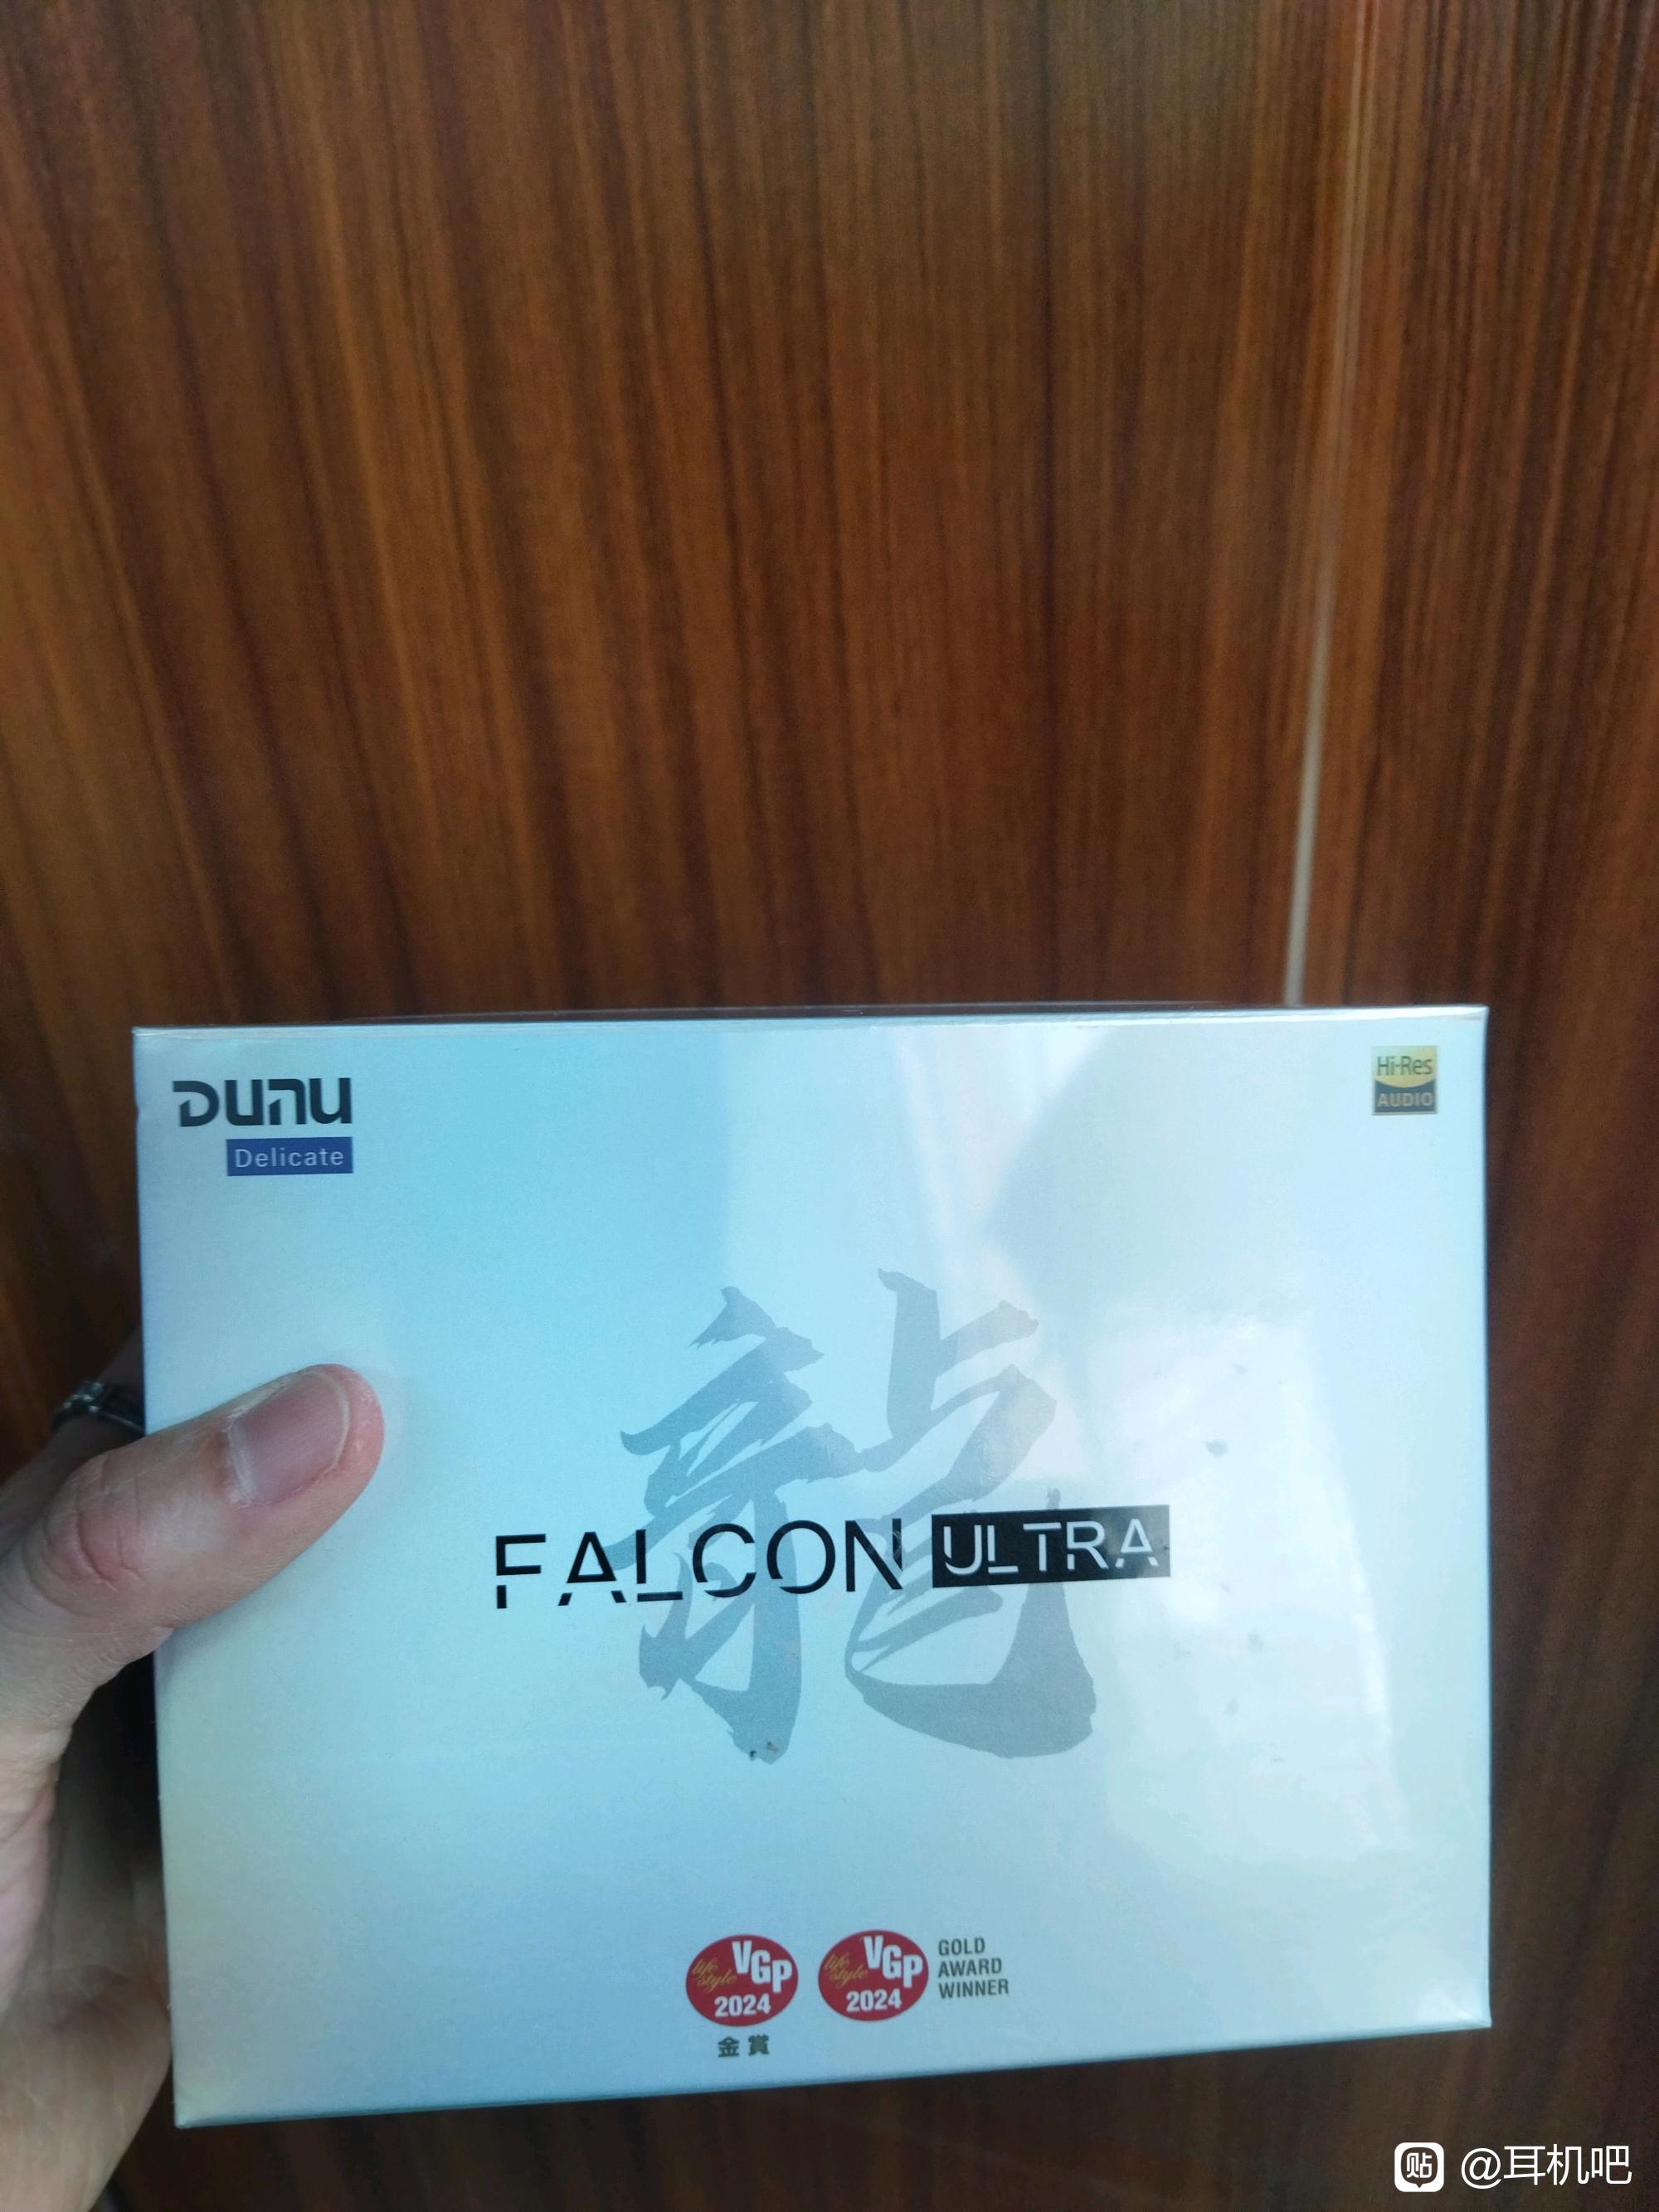 DUNU
Delicate
Hi-Res
AUDIO
龍
FALCON ULTRA
life style VGP 2024
金賞
life style VGP 2024
GOLD
AWARD
WINNER
贴 @耳机吧